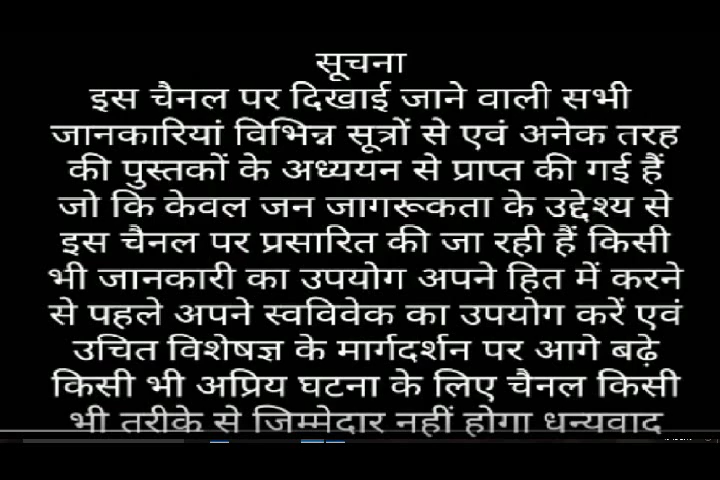 सूचना
इस चैनल पर दिखाई जाने वाली सभी
जानकारियां विभिन्न सूत्रों से एवं अनेक तरह
की पुस्तकों के अध्ययन से प्राप्त की गई हैं
जो कि केवल जन जागरूकता के उद्देश्य से
इस चैनल पर प्रसारित की जा रही हैं किसी
भी जानकारी का उपयोग अपने हित में करने
से पहले अपने स्वविवेक का उपयोग करें एवं
उचित विशेषज्ञ के मार्गदर्शन पर आगे बढ़े
किसी भी अप्रिय घटना के लिए चैनल किसी
भी तरीके से जिम्मेदार नहीं होगा धन्यवाद